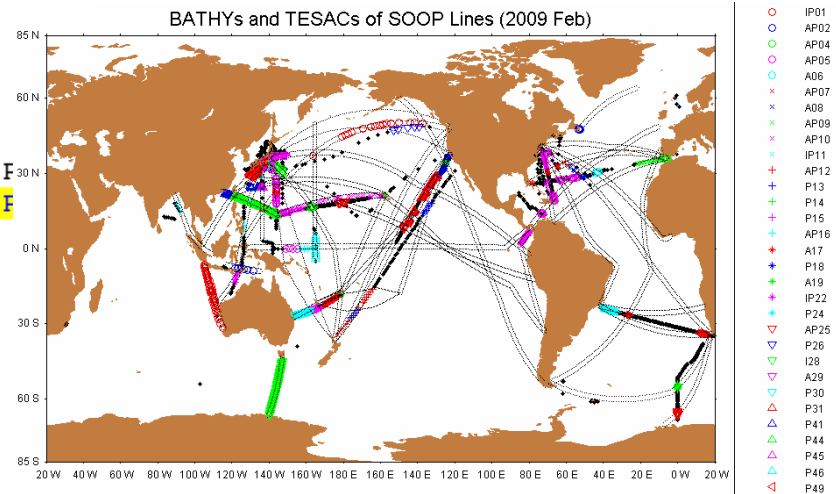 BATHYs and TESACs of SOOP Lines (2009 Feb)
85 N
60 N
30 N
0 N
30 S
60 S
85 S
20 W 40 W 60 W 80 W 100 W 120 W 140 W 160 W 180 E 160 E 140 E 120 E 100 E 80 E 60 E 40 E 20 E 0 W 20 W
F
F
IP01
AP02
AP04
AP05
A06
AP07
A08
AP09
AP10
IP11
AP12
P13
P14
P15
AP16
A17
P18
A19
IP22
P24
AP25
P26
I28
A29
P30
P31
P41
P44
P45
P46
P49